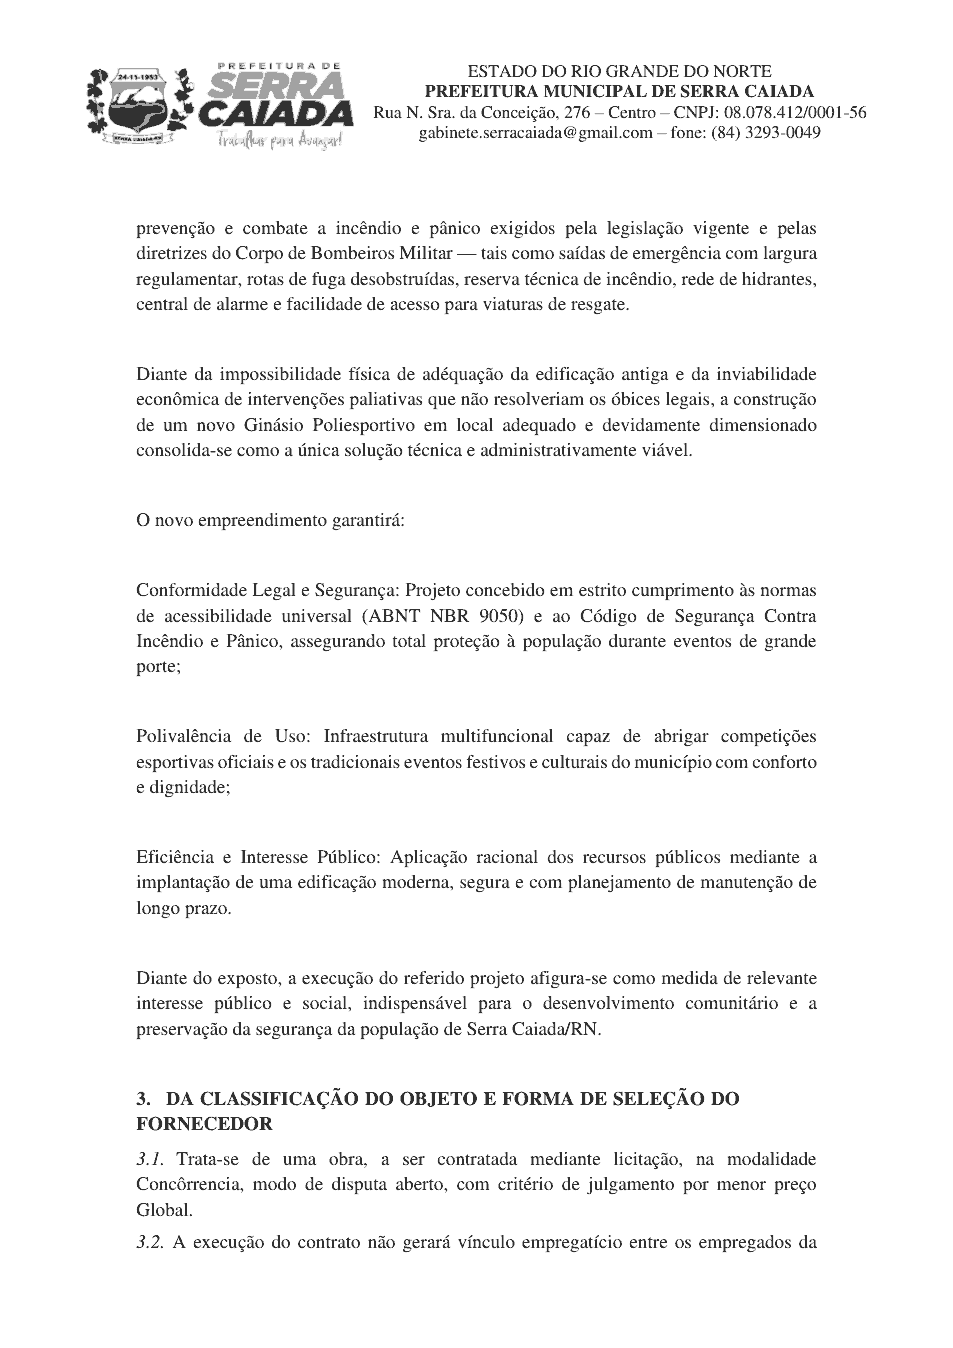 24-11-1953
SERRA CAIADA-RN
PREFEITURA DE
SERRA
CAIADA
Trabalhar para Avançar!
ESTADO DO RIO GRANDE DO NORTE
PREFEITURA MUNICIPAL DE SERRA CAIADA
Rua N. Sra. da Conceição, 276 – Centro – CNPJ: 08.078.412/0001-56
gabinete.serracaiada@gmail.com – fone: (84) 3293-0049
prevenção e combate a incêndio e pânico exigidos pela legislação vigente e pelas
diretrizes do Corpo de Bombeiros Militar — tais como saídas de emergência com largura
regulamentar, rotas de fuga desobstruídas, reserva técnica de incêndio, rede de hidrantes,
central de alarme e facilidade de acesso para viaturas de resgate.
Diante da impossibilidade física de adéquação da edificação antiga e da inviabilidade
econômica de intervenções paliativas que não resolveriam os óbices legais, a construção
de um novo Ginásio Poliesportivo em local adequado e devidamente dimensionado
consolida-se como a única solução técnica e administrativamente viável.
O novo empreendimento garantirá:
Conformidade Legal e Segurança: Projeto concebido em estrito cumprimento às normas
de acessibilidade universal (ABNT NBR 9050) e ao Código de Segurança Contra
Incêndio e Pânico, assegurando total proteção à população durante eventos de grande
porte;
Polivalência de Uso: Infraestrutura multifuncional capaz de abrigar competições
esportivas oficiais e os tradicionais eventos festivos e culturais do município com conforto
e dignidade;
Eficiência e Interesse Público: Aplicação racional dos recursos públicos mediante a
implantação de uma edificação moderna, segura e com planejamento de manutenção de
longo prazo.
Diante do exposto, a execução do referido projeto afigura-se como medida de relevante
interesse público e social, indispensável para o desenvolvimento comunitário e a
preservação da segurança da população de Serra Caiada/RN.
3. DA CLASSIFICAÇÃO DO OBJETO E FORMA DE SELEÇÃO DO
FORNECEDOR
3.1. Trata-se de uma obra, a ser contratada mediante licitação, na modalidade
Concôrrencia, modo de disputa aberto, com critério de julgamento por menor preço
Global.
3.2. A execução do contrato não gerará vínculo empregatício entre os empregados da